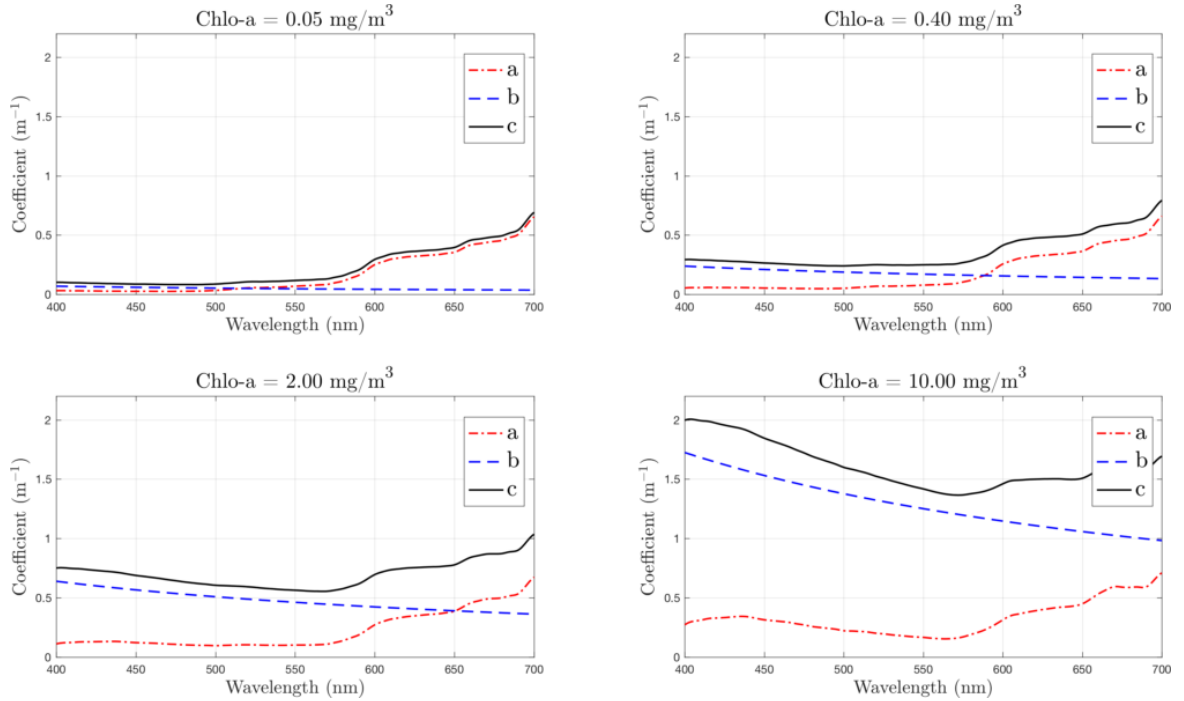 Chlo-a = 0.05 mg/m³
2
1.5
1
0.5
0
Coefficient (m⁻¹)
a
b
c
400
450
500
550
600
650
700
Wavelength (nm)
Chlo-a = 0.40 mg/m³
2
1.5
1
0.5
0
Coefficient (m⁻¹)
a
b
c
400
450
500
550
600
650
700
Wavelength (nm)
Chlo-a = 2.00 mg/m³
2
1.5
1
0.5
0
Coefficient (m⁻¹)
a
b
c
400
450
500
550
600
650
700
Wavelength (nm)
Chlo-a = 10.00 mg/m³
2
1.5
1
0.5
0
Coefficient (m⁻¹)
a
b
c
400
450
500
550
600
650
700
Wavelength (nm)